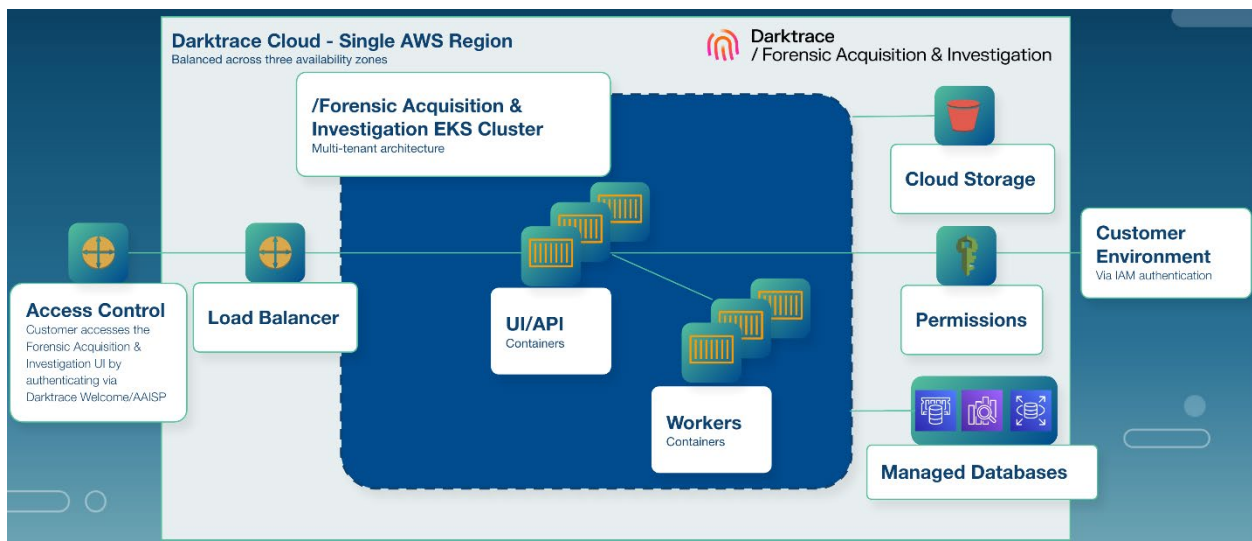 Darktrace Cloud - Single AWS Region
Balanced across three availability zones
Darktrace
/ Forensic Acquisition & Investigation
/Forensic Acquisition &
Investigation EKS Cluster
Multi-tenant architecture
Cloud Storage
Customer
Environment
Via IAM authentication
Access Control
Customer accesses the
Forensic Acquisition &
Investigation UI by
authenticating via
Darktrace Welcome/AAISP
Load Balancer
UI/API
Containers
Permissions
Workers
Containers
Managed Databases